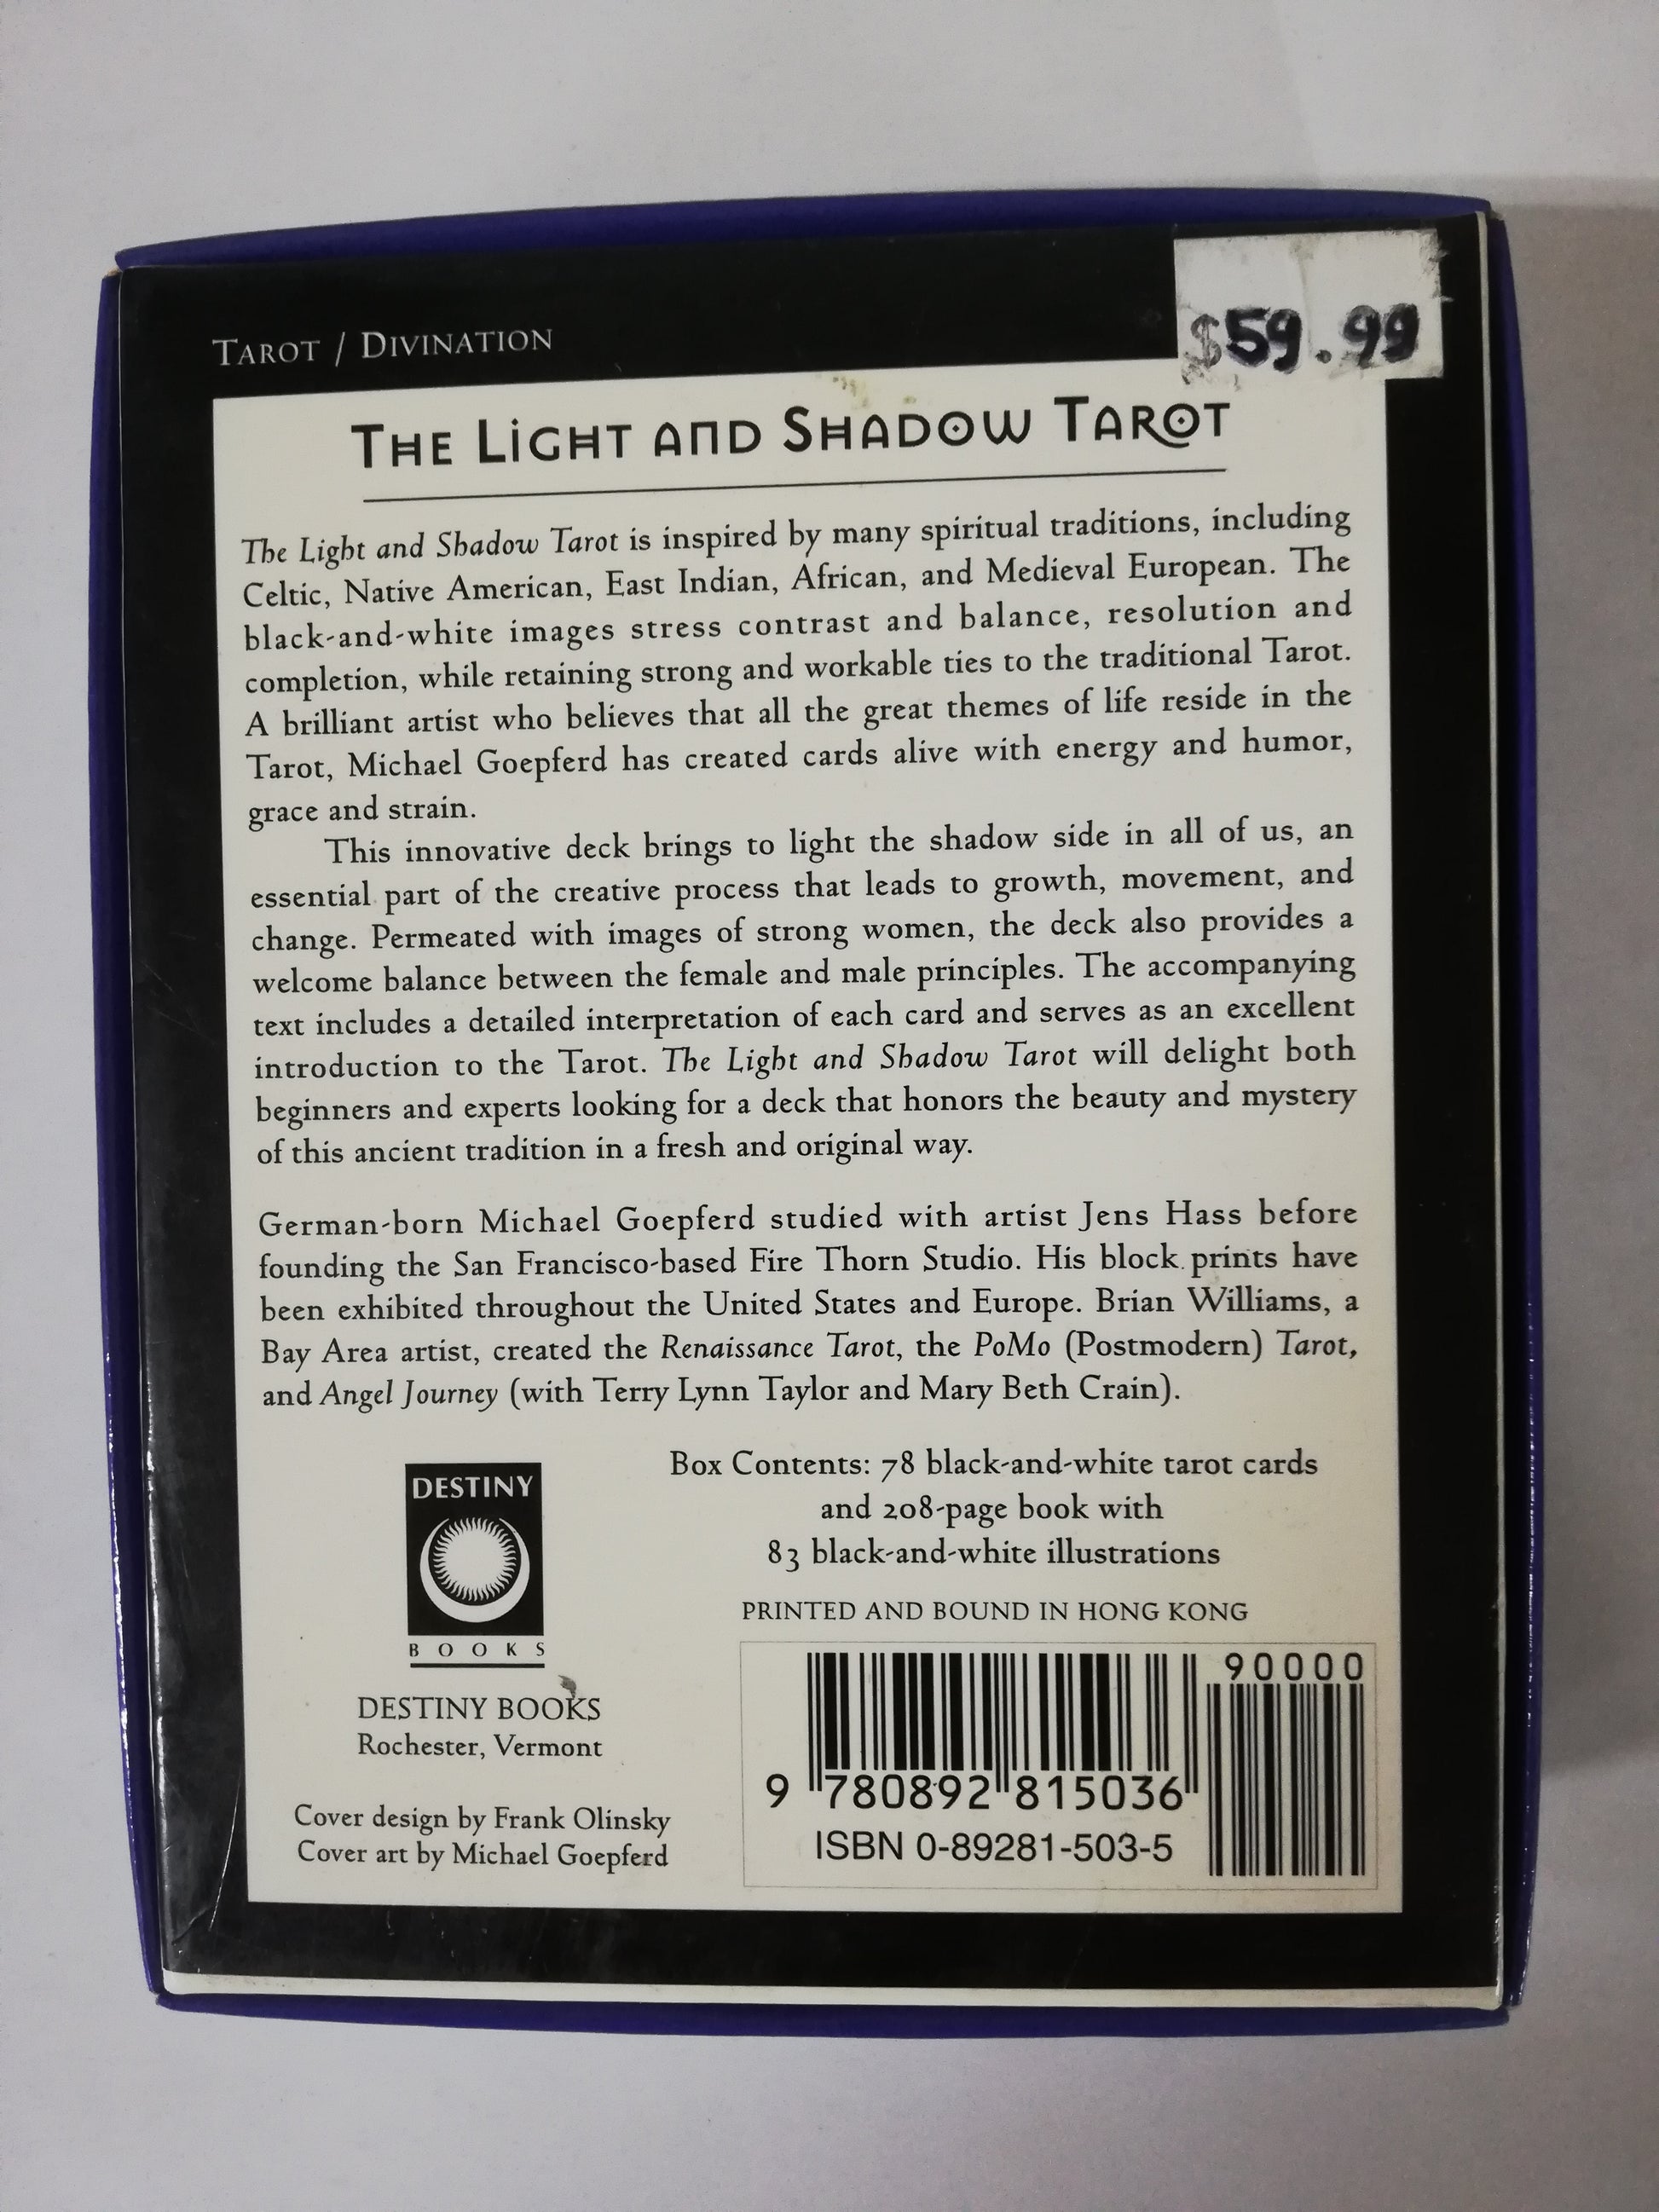 TAROT / DIVINATION
$59.99
THE LIGHT AND SHADOW TAROT
The Light and Shadow Tarot is inspired by many spiritual traditions, including
Celtic, Native American, East Indian, African, and Medieval European. The
black-and-white images stress contrast and balance, resolution and
completion, while retaining strong and workable ties to the traditional Tarot.
A brilliant artist who believes that all the great themes of life reside in the
Tarot, Michael Goepferd has created cards alive with energy and humor,
grace and strain.
This innovative deck brings to light the shadow side in all of us, an
essential part of the creative process that leads to growth, movement, and
change. Permeated with images of strong women, the deck also provides a
welcome balance between the female and male principles. The accompanying
text includes a detailed interpretation of each card and serves as an excellent
introduction to the Tarot. The Light and Shadow Tarot will delight both
beginners and experts looking for a deck that honors the beauty and mystery
of this ancient tradition in a fresh and original way.
German-born Michael Goepferd studied with artist Jens Hass before
founding the San Francisco-based Fire Thorn Studio. His block prints have
been exhibited throughout the United States and Europe. Brian Williams, a
Bay Area artist, created the Renaissance Tarot, the PoMo (Postmodern) Tarot,
and Angel Journey (with Terry Lynn Taylor and Mary Beth Crain).
DESTINY
BOOKS
DESTINY BOOKS
Rochester, Vermont
Cover design by Frank Olinsky
Cover art by Michael Goepferd
Box Contents: 78 black-and-white tarot cards
and 208-page book with
83 black-and-white illustrations
PRINTED AND BOUND IN HONG KONG
90000
9 780892 815036
ISBN 0-89281-503-5